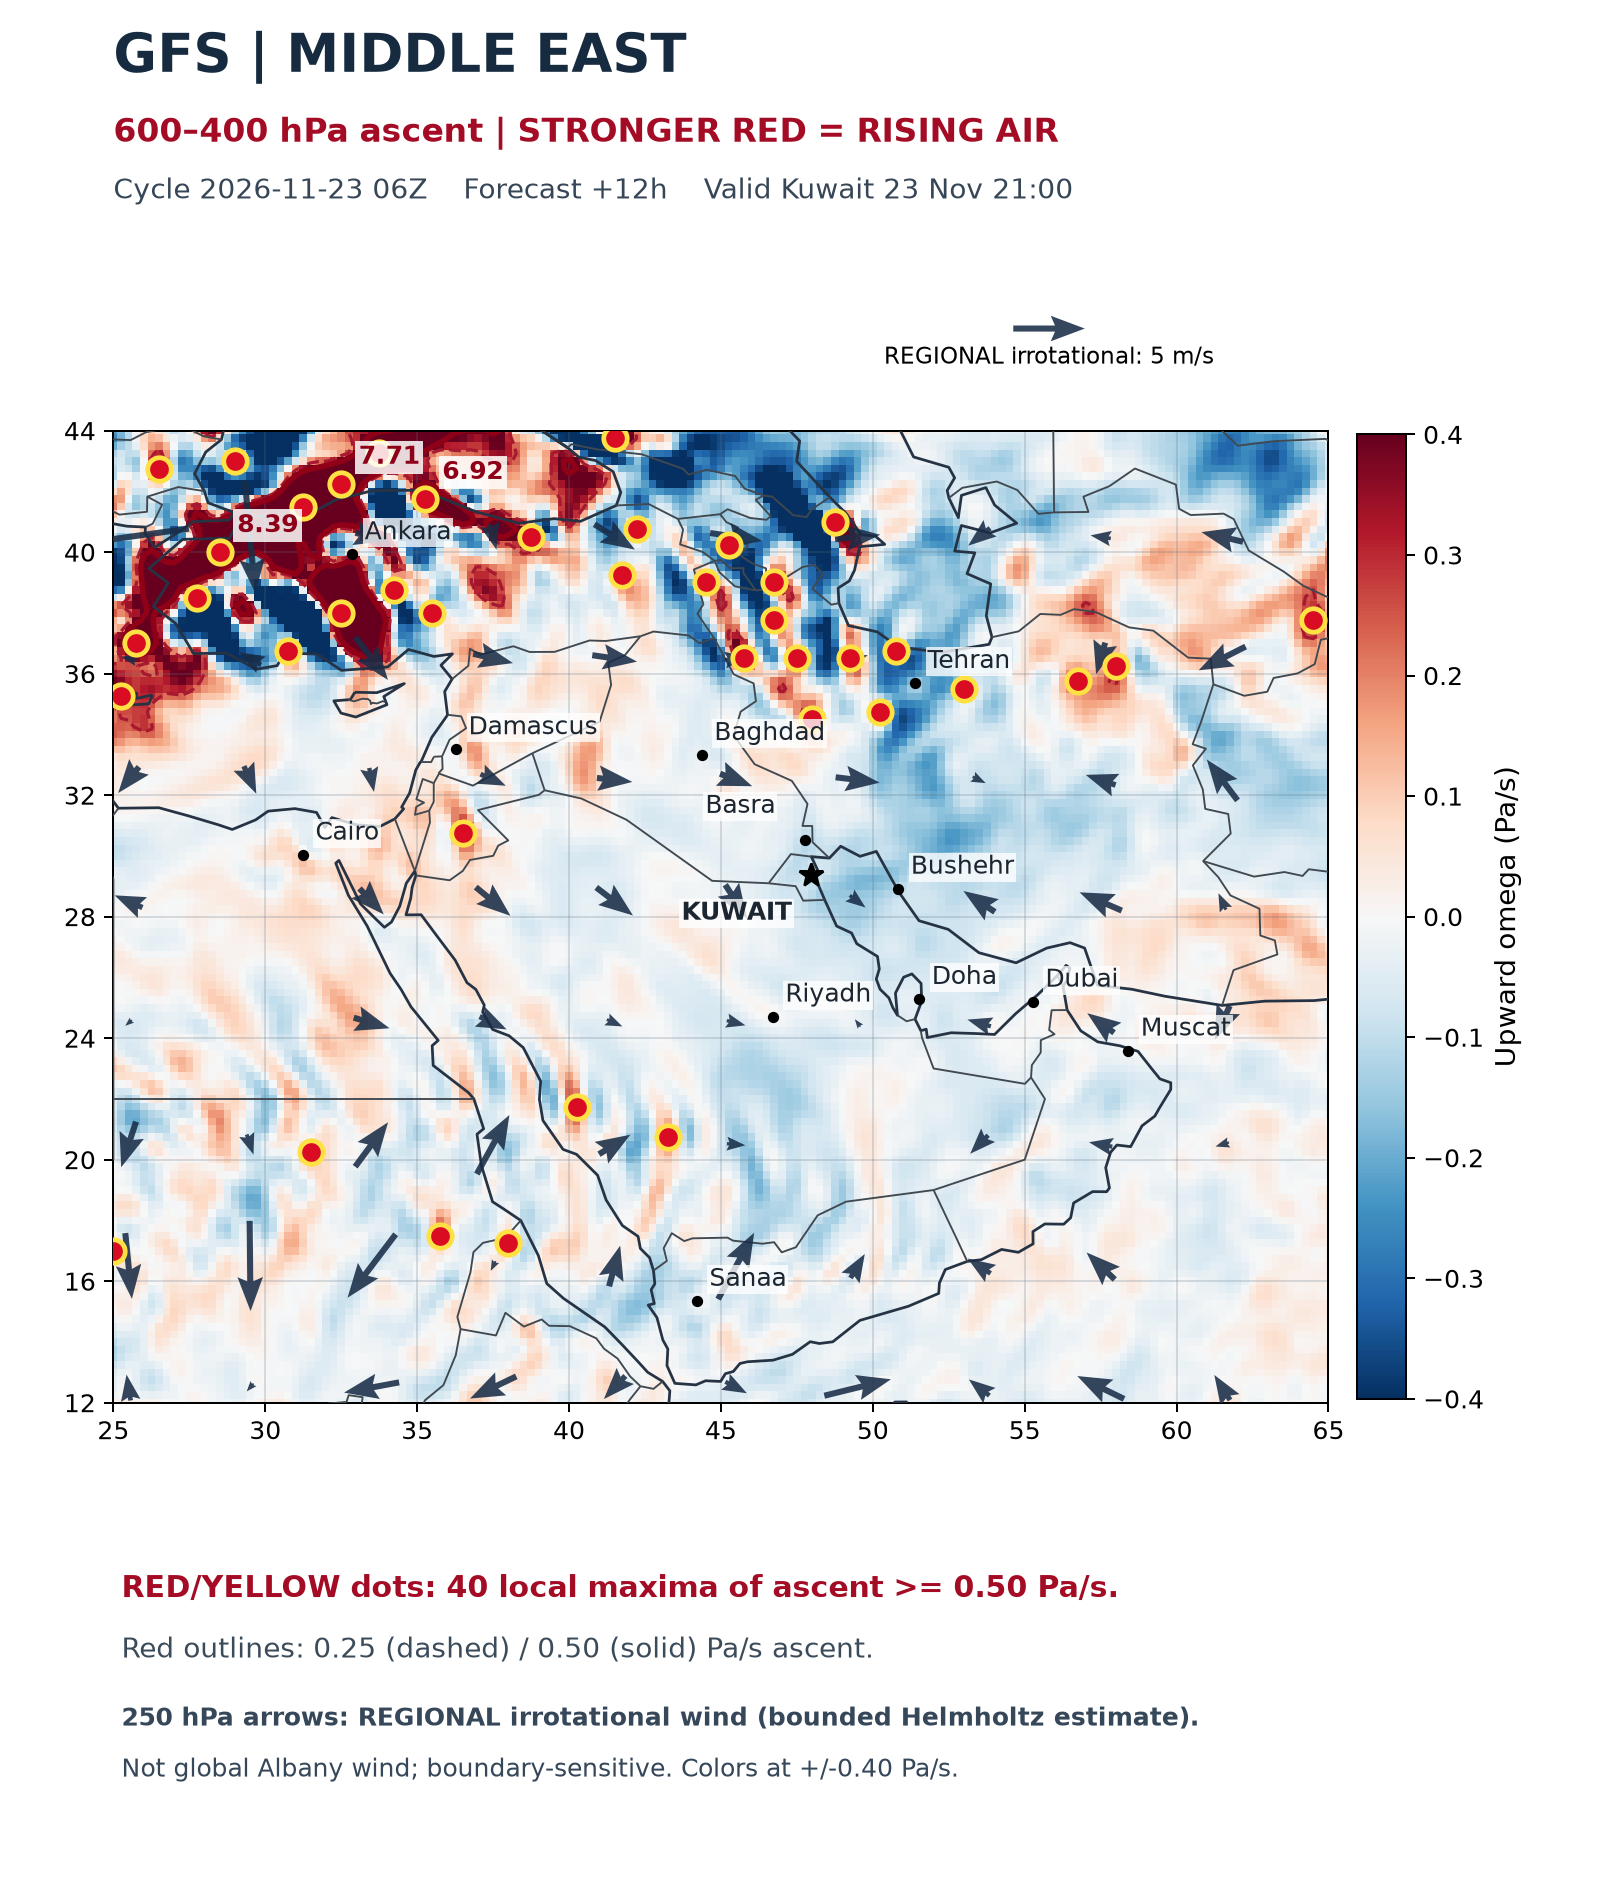 GFS | MIDDLE EAST
600–400 hPa ascent | STRONGER RED = RISING AIR
Cycle 2026-11-23 06Z    Forecast +12h    Valid Kuwait 23 Nov 21:00
REGIONAL irrotational: 5 m/s
44
40
36
32
28
24
20
16
12
7.71
6.92
8.39
Ankara
Tehran
Damascus
Baghdad
Basra
Cairo
Bushehr
KUWAIT
Doha
Dubai
Riyadh
Muscat
Sanaa
25
30
35
40
45
50
55
60
65
0.4
0.3
0.2
0.1
0.0
−0.1
−0.2
−0.3
−0.4
Upward omega (Pa/s)
RED/YELLOW dots: 40 local maxima of ascent >= 0.50 Pa/s.
Red outlines: 0.25 (dashed) / 0.50 (solid) Pa/s ascent.
250 hPa arrows: REGIONAL irrotational wind (bounded Helmholtz estimate).
Not global Albany wind; boundary-sensitive. Colors at +/-0.40 Pa/s.